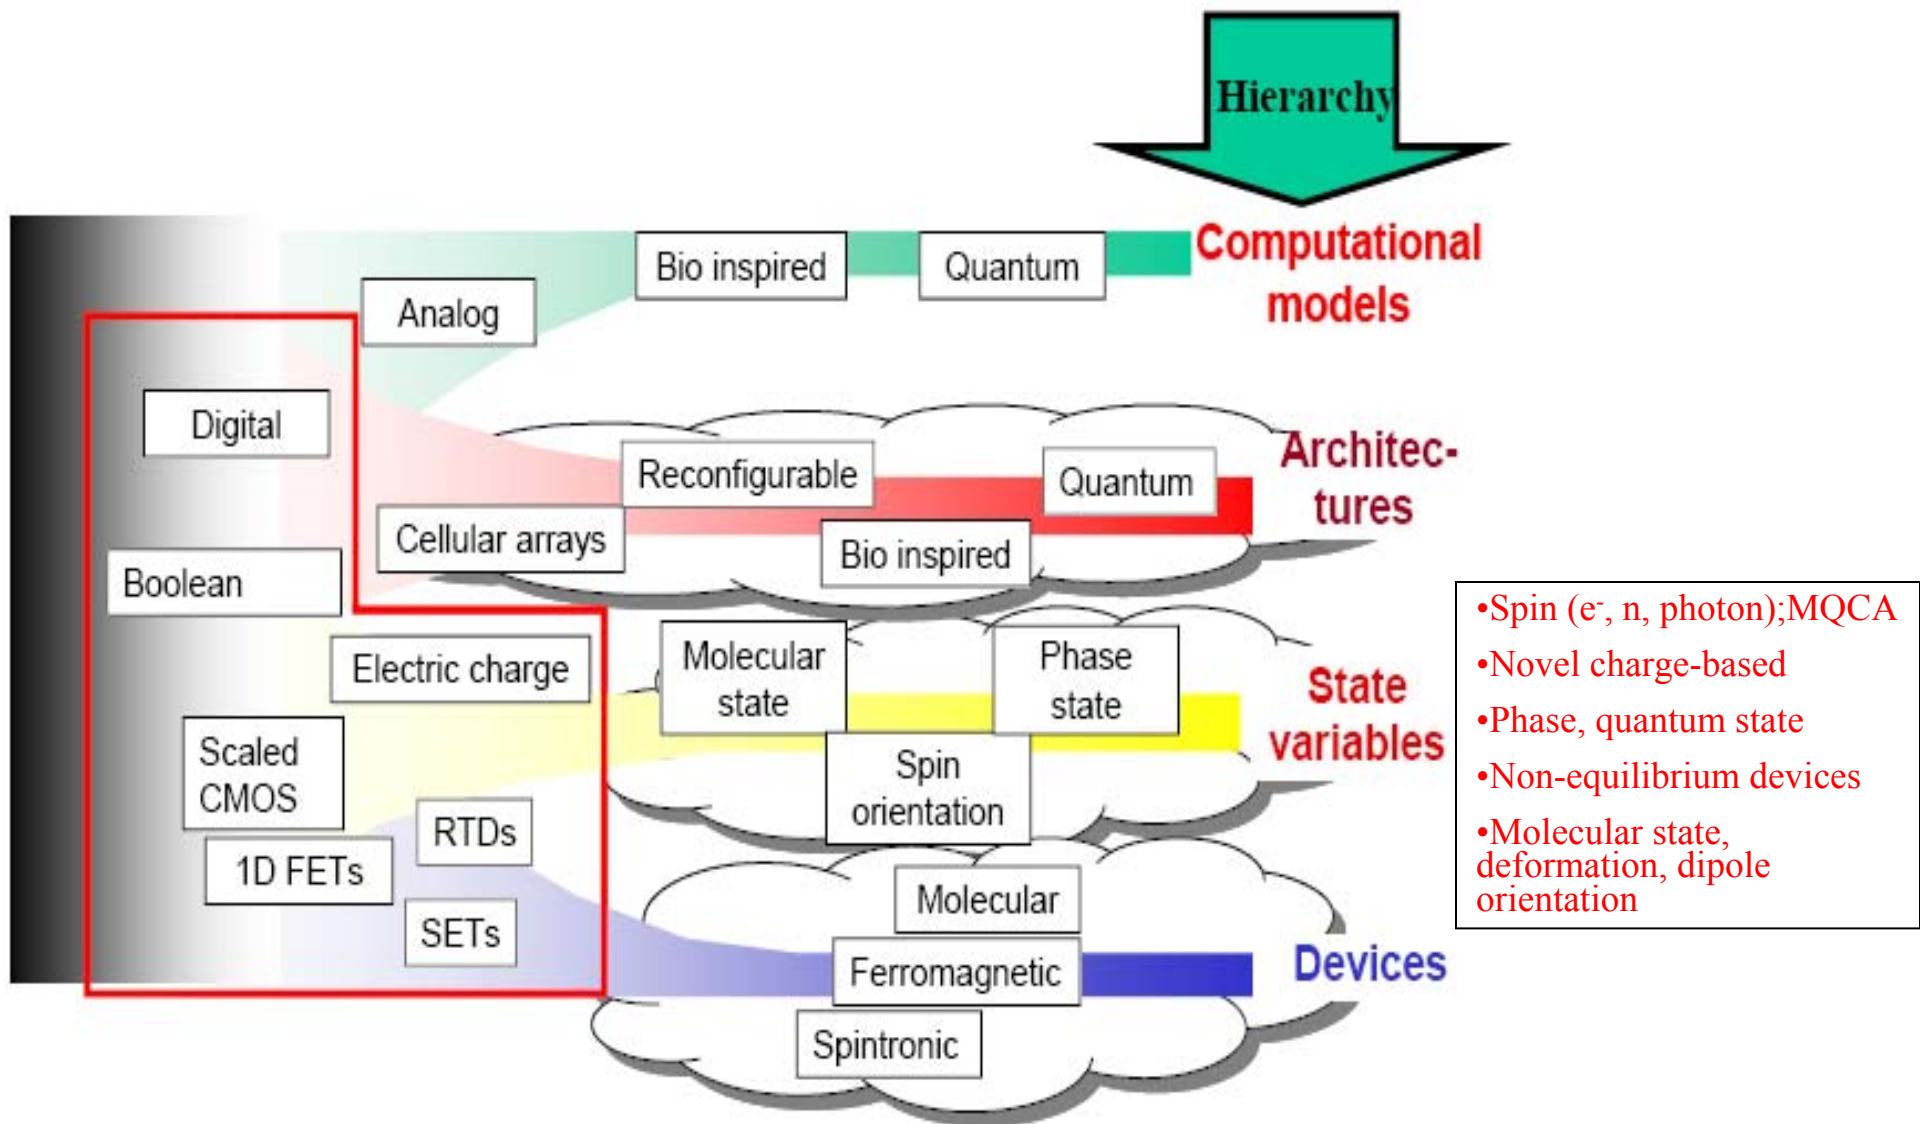 Hierarchy
Computational
models
Bio inspired
Quantum
Analog
Digital
Architec-
tures
Reconfigurable
Quantum
Cellular arrays
Bio inspired
Boolean
State
variables
Electric charge
Molecular
state
Phase
state
Spin
orientation
Scaled
CMOS
RTDs
1D FETs
SETs
Molecular
Ferromagnetic
Spintronic
Devices
•Spin (e-, n, photon);MQCA
•Novel charge-based
•Phase, quantum state
•Non-equilibrium devices
•Molecular state,
deformation, dipole
orientation